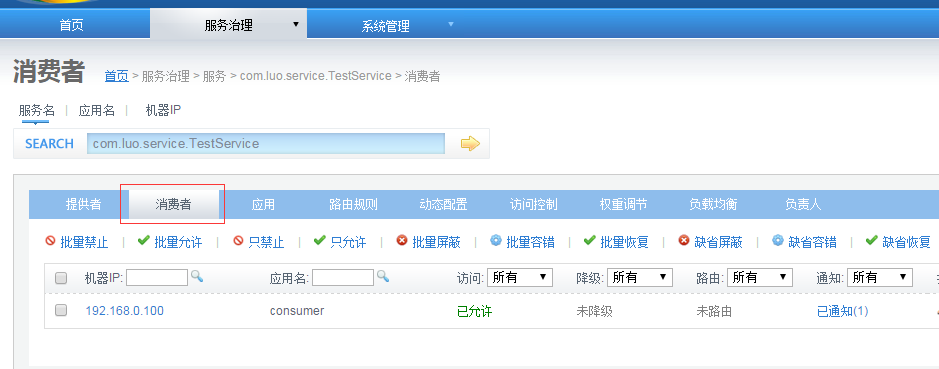 首页 服务治理 系统管理
消费者 首页 > 服务治理 > 服务 > com.luo.service.TestService > 消费者
服务名 | 应用名 | 机器IP
SEARCH com.luo.service.TestService
提供者 消费者 应用 路由规则 动态配置 访问控制 权重调节 负载均衡 负责人
批量禁止 | 批量允许 | 只禁止 | 只允许 | 批量屏蔽 | 批量容错 | 批量恢复 | 缺省屏蔽 | 缺省容错 | 缺省恢复
机器IP: 应用名: 访问: 所有 降级: 所有 路由: 所有 通知: 所有
192.168.0.100 consumer 已允许 未降级 未路由 已通知(1)